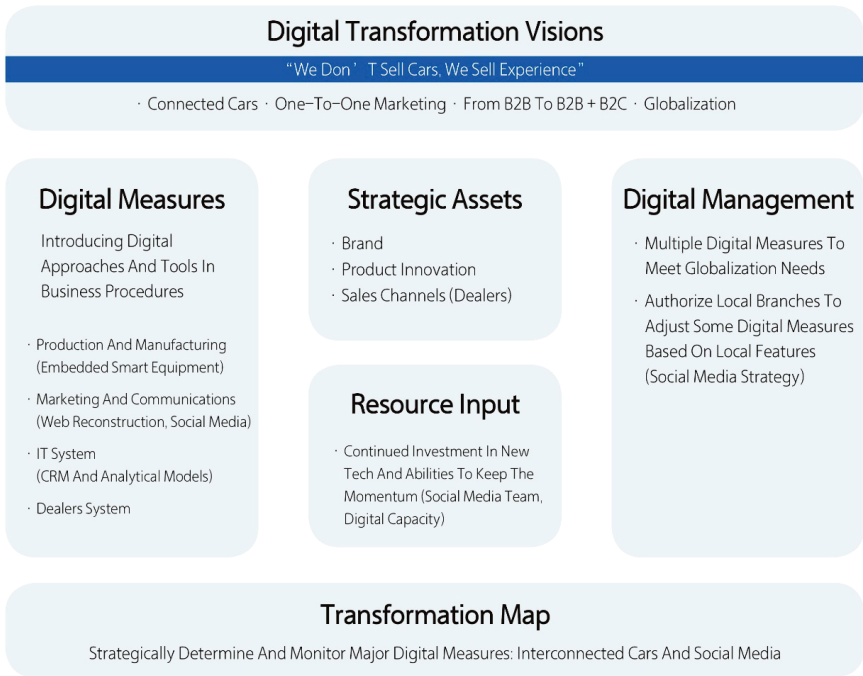 Digital Transformation Visions
“We Don’T Sell Cars, We Sell Experience”
· Connected Cars · One-To-One Marketing · From B2B To B2B + B2C · Globalization
Digital Measures
Introducing Digital
Approaches And Tools In
Business Procedures
· Production And Manufacturing
(Embedded Smart Equipment)
· Marketing And Communications
(Web Reconstruction, Social Media)
· IT System
(CRM And Analytical Models)
· Dealers System
Strategic Assets
· Brand
· Product Innovation
· Sales Channels (Dealers)
Resource Input
· Continued Investment In New
Tech And Abilities To Keep The
Momentum (Social Media Team,
Digital Capacity)
Digital Management
· Multiple Digital Measures To
Meet Globalization Needs
· Authorize Local Branches To
Adjust Some Digital Measures
Based On Local Features
(Social Media Strategy)
Transformation Map
Strategically Determine And Monitor Major Digital Measures: Interconnected Cars And Social Media